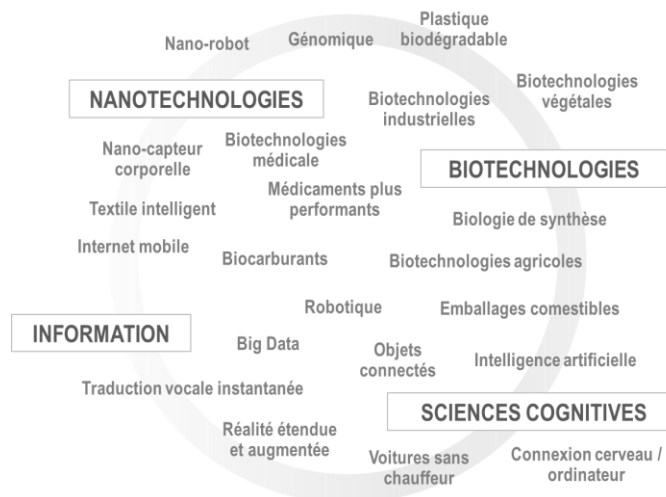 Plastique
biodégradable
Nano-robot
Génomique
Biotechnologies
végétales
NANOTECHNOLOGIES
Biotechnologies
industrielles
Nano-capteur
corporelle
Biotechnologies
médicale
BIOTECHNOLOGIES
Médicaments plus
performants
Textile intelligent
Biologie de synthèse
Internet mobile
Biocarburants
Biotechnologies agricoles
Robotique
Emballages comestibles
INFORMATION
Big Data
Objets
connectés
Intelligence artificielle
Traduction vocale instantanée
SCIENCES COGNITIVES
Réalité étendue
et augmentée
Voitures sans
chauffeur
Connexion cerveau /
ordinateur